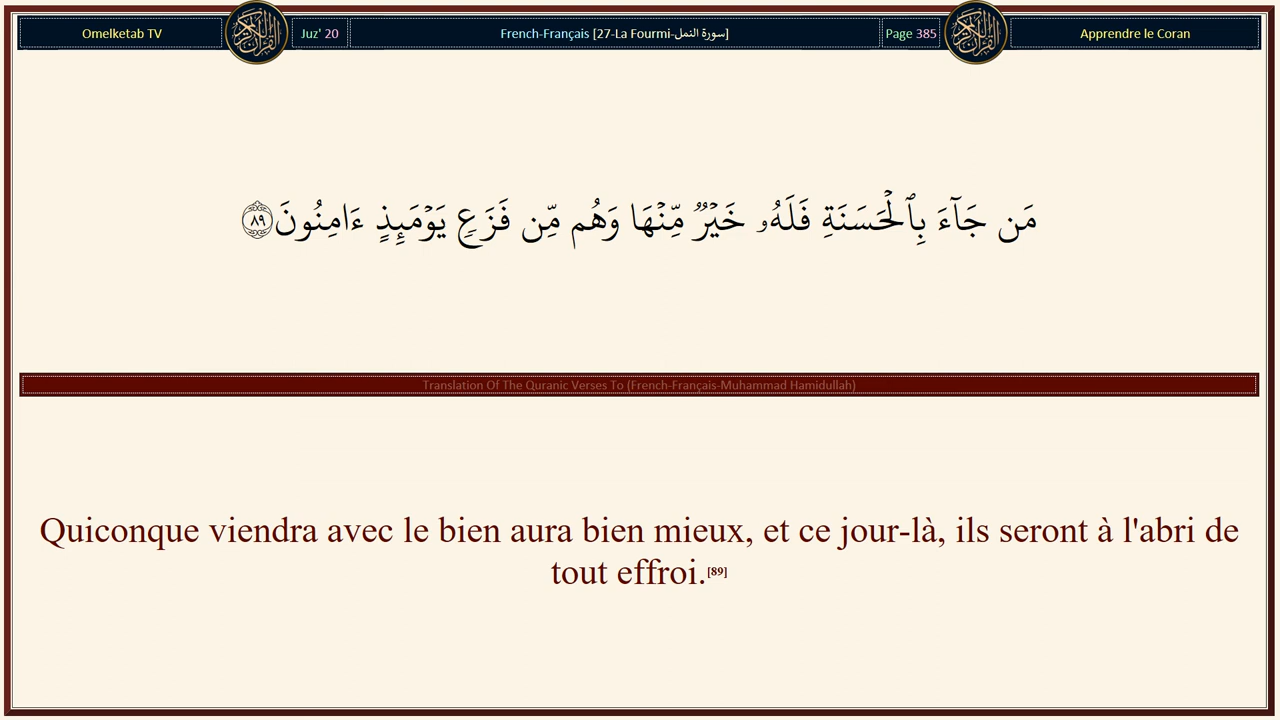 Omelketab TV
Juz' 20
French-Français [27-La Fourmi-سورة النمل]
Page 385
Apprendre le Coran
مَن جَآءَ بِٱلْحَسَنَةِ فَلَهُۥ خَيْرٌۭ مِّنْهَا وَهُم مِّن فَزَعٍۢ يَوْمَئِذٍ ءَامِنُونَ ٨٩
Translation Of The Quranic Verses To (French-Français-Muhammad Hamidullah)
Quiconque viendra avec le bien aura bien mieux, et ce jour-là, ils seront à l'abri de
tout effroi.[89]